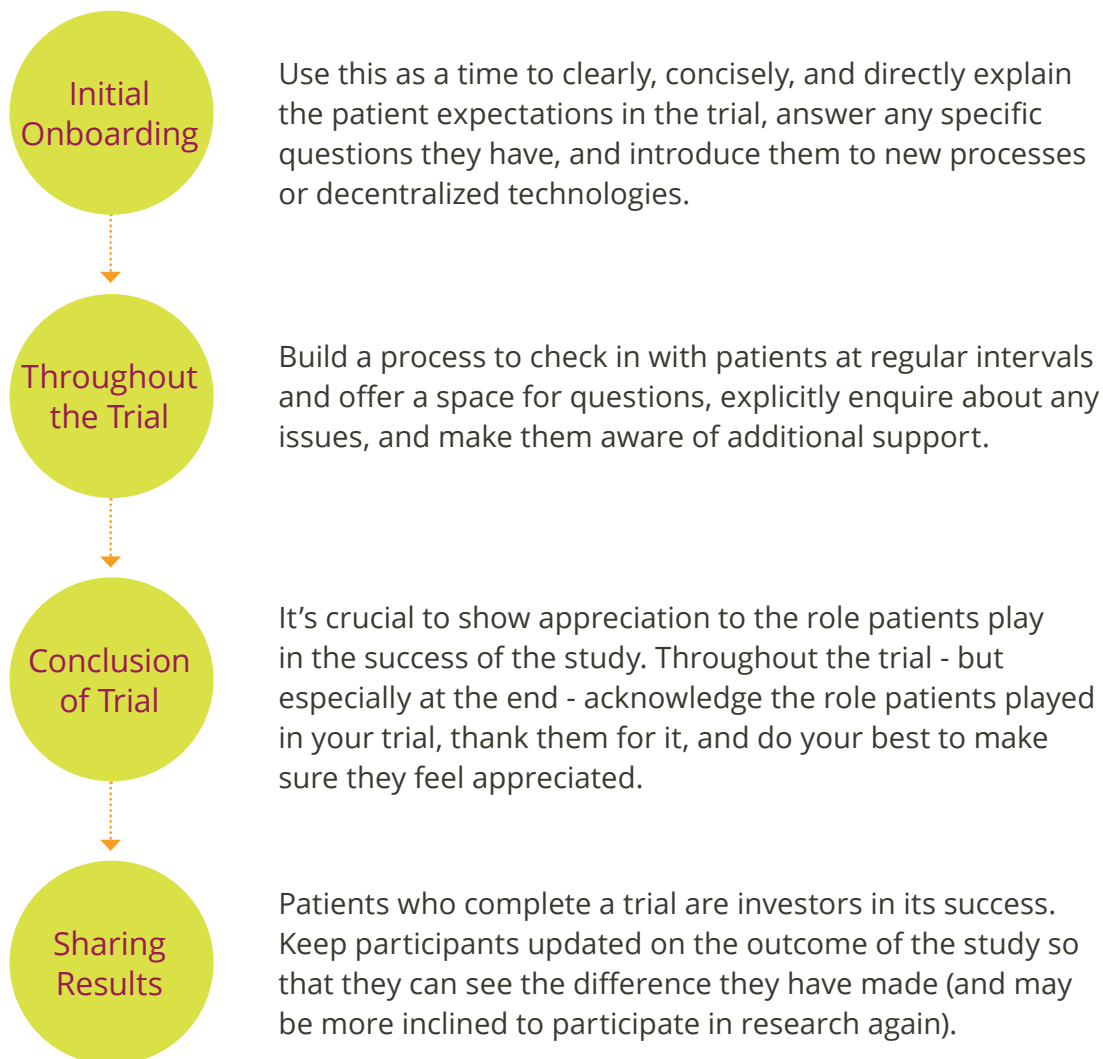 Initial
Onboarding
Use this as a time to clearly, concisely, and directly explain
the patient expectations in the trial, answer any specific
questions they have, and introduce them to new processes
or decentralized technologies.
Throughout
the Trial
Build a process to check in with patients at regular intervals
and offer a space for questions, explicitly enquire about any
issues, and make them aware of additional support.
Conclusion
of Trial
It’s crucial to show appreciation to the role patients play
in the success of the study. Throughout the trial - but
especially at the end - acknowledge the role patients played
in your trial, thank them for it, and do your best to make
sure they feel appreciated.
Sharing
Results
Patients who complete a trial are investors in its success.
Keep participants updated on the outcome of the study so
that they can see the difference they have made (and may
be more inclined to participate in research again).